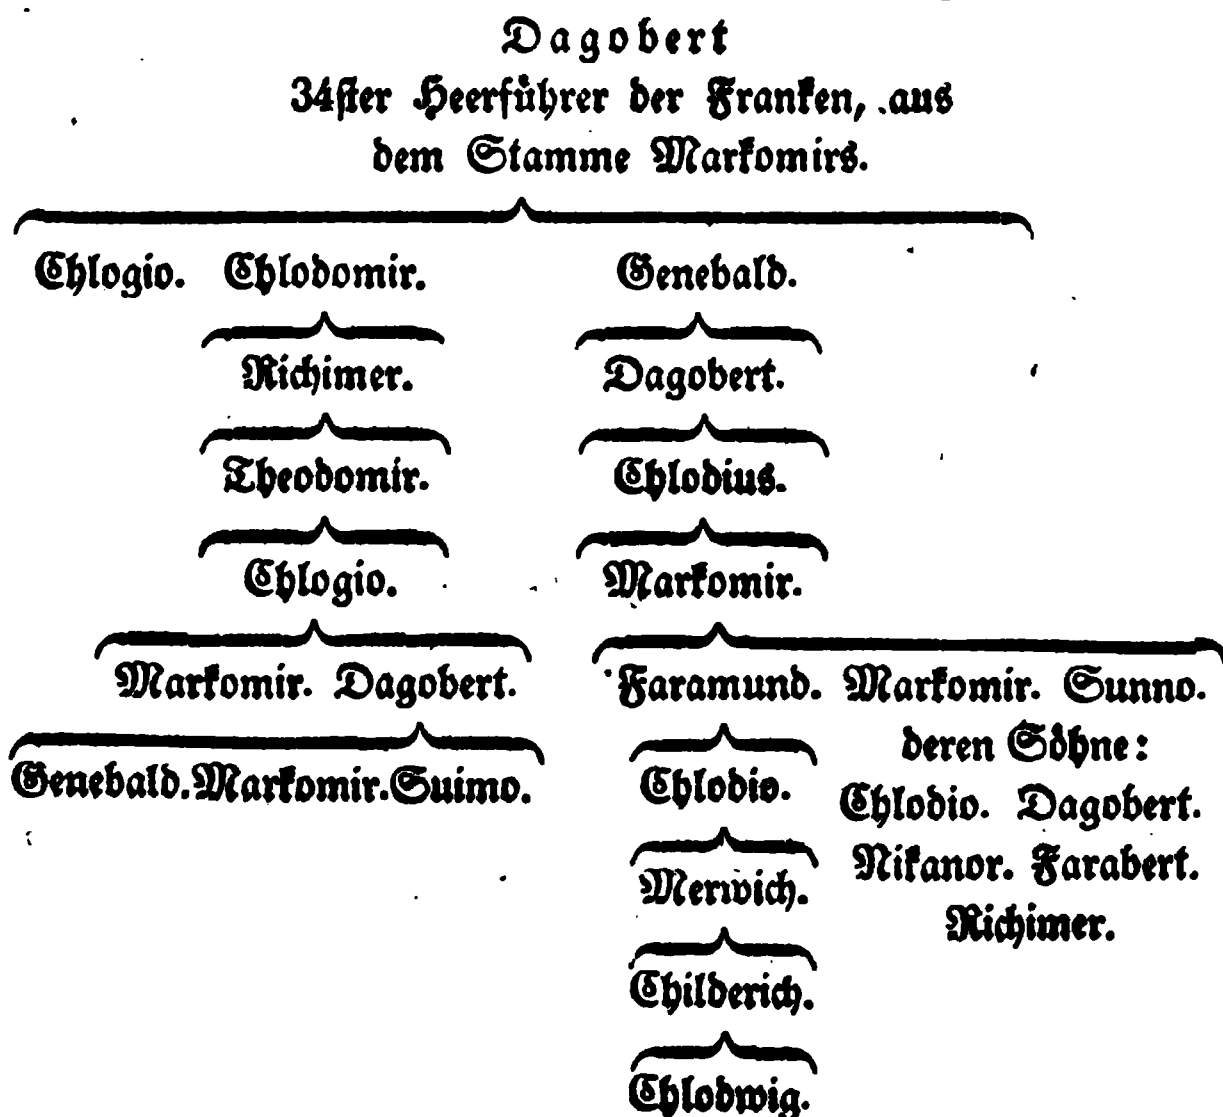 Dagobert
34ster Heerführer der Franken, aus
dem Stamme Markomirs.
Chlogio. Chlodomir. Genebald.
Richimer. Dagobert.
Theodomir. Chlodius.
Chlogio. Markomir.
Markomir. Dagobert. Faramund. Markomir. Sunno.
deren Söhne:
Genebald. Markomir. Suimo. Chlodio. Chlodio. Dagobert.
Merwich. Nikanor. Farabert.
Richimer.
Childerich.
Chlodwig.